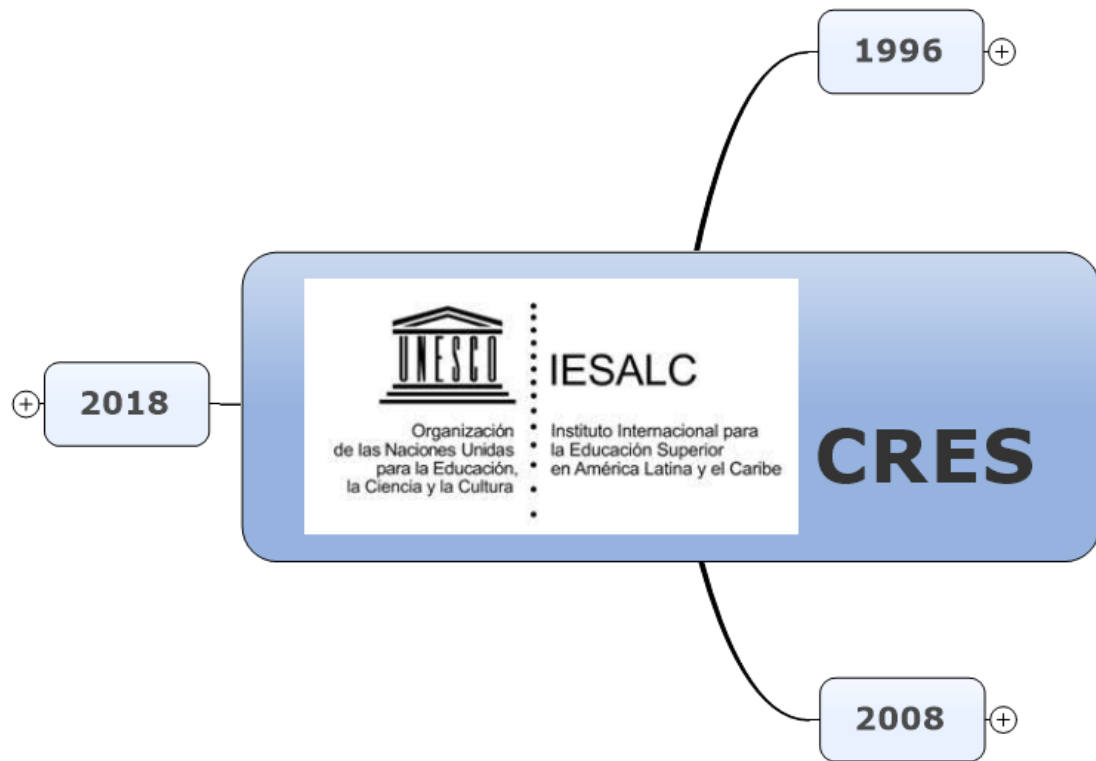 1996
UNESCO
IESALC
Organización
de las Naciones Unidas
para la Educación,
la Ciencia y la Cultura
Instituto Internacional para
la Educación Superior
en América Latina y el Caribe
CRES
2018
2008